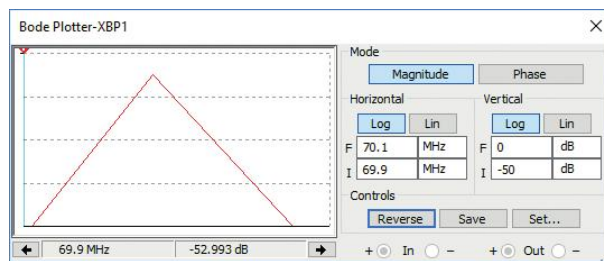 Bode Plotter-XBP1
Mode
Magnitude Phase
Horizontal Vertical
Log Lin Log Lin
F 70.1 MHz F 0 dB
I 69.9 MHz I -50 dB
Controls
Reverse Save Set...
69.9 MHz -52.993 dB + In − + Out −